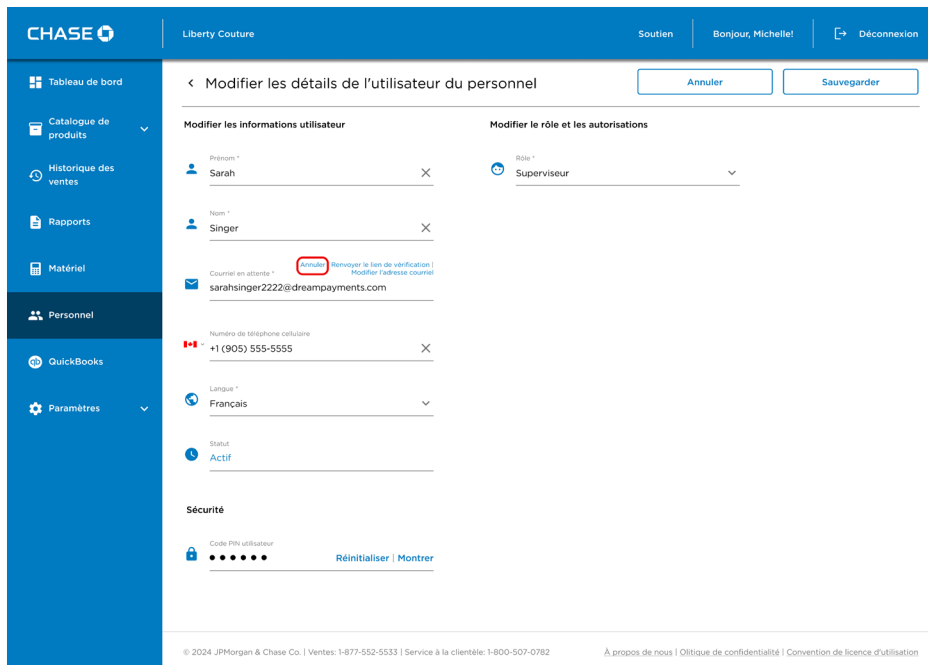 CHASE
Liberty Couture
Soutien
Bonjour, Michelle!
Déconnexion
Tableau de bord
Catalogue de
produits
Historique des
ventes
Rapports
Matériel
Personnel
QuickBooks
Paramètres
Modifier les détails de l'utilisateur du personnel
Annuler
Sauvegarder
Modifier les informations utilisateur
Prénom *
Sarah
Nom *
Singer
Annuler | Renvoyer le lien de vérification |
Modifier l'adresse courriel
Courriel en attente *
sarahsinger2222@dreampayments.com
Numéro de téléphone cellulaire
+1 (905) 555-5555
Langue *
Français
Statut
Actif
Sécurité
Code PIN utilisateur
Réinitialiser | Montrer
Modifier le rôle et les autorisations
Rôle *
Superviseur
© 2024 JPMorgan & Chase Co. | Ventes: 1-877-552-5533 | Service à la clientèle: 1-800-507-0782
À propos de nous | Olitique de confidentialité | Convention de licence d'utilisation